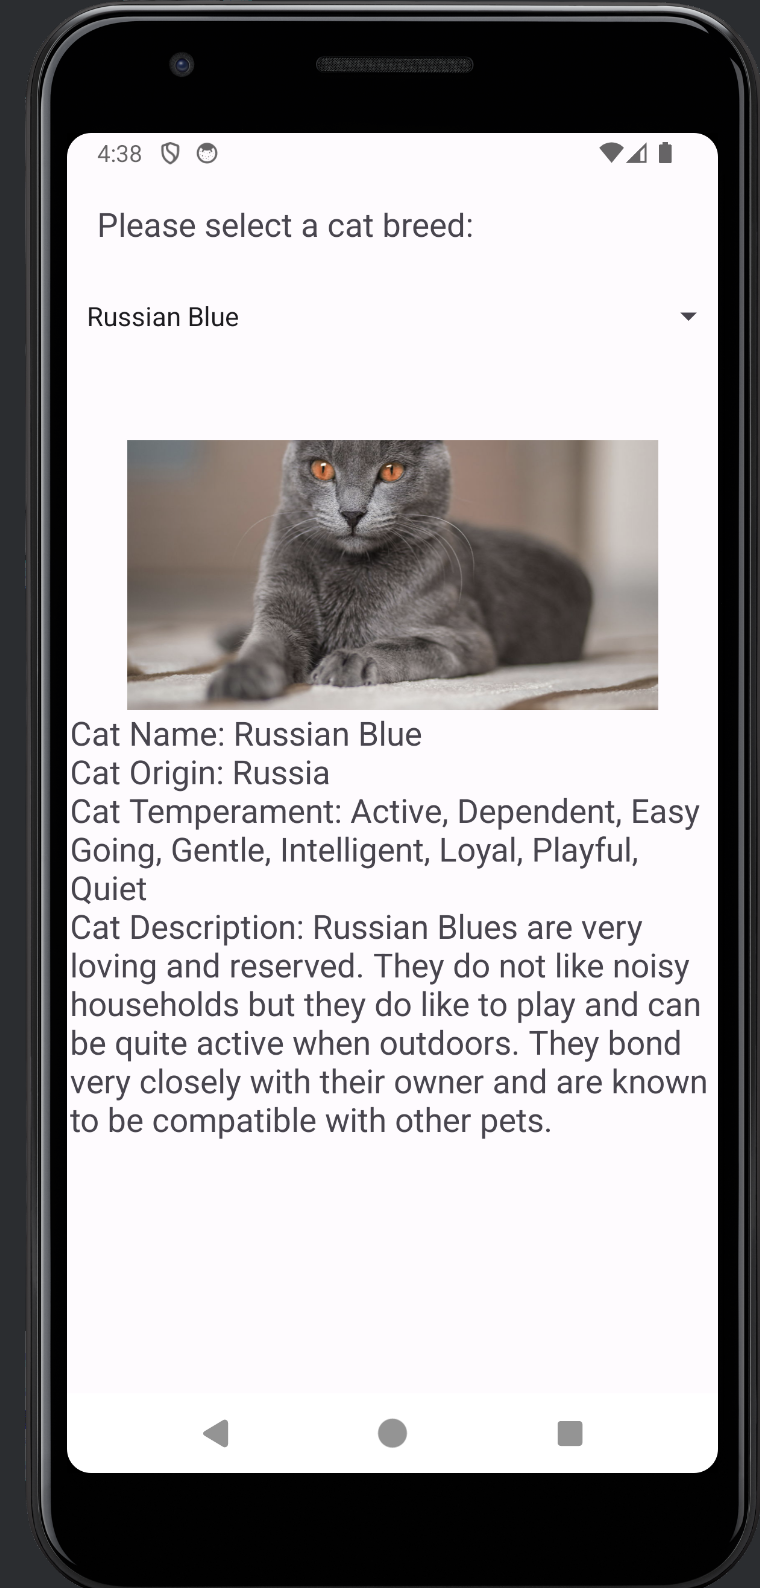 4:38
Please select a cat breed:
Russian Blue
Cat Name: Russian Blue
Cat Origin: Russia
Cat Temperament: Active, Dependent, Easy
Going, Gentle, Intelligent, Loyal, Playful,
Quiet
Cat Description: Russian Blues are very
loving and reserved. They do not like noisy
households but they do like to play and can
be quite active when outdoors. They bond
very closely with their owner and are known
to be compatible with other pets.